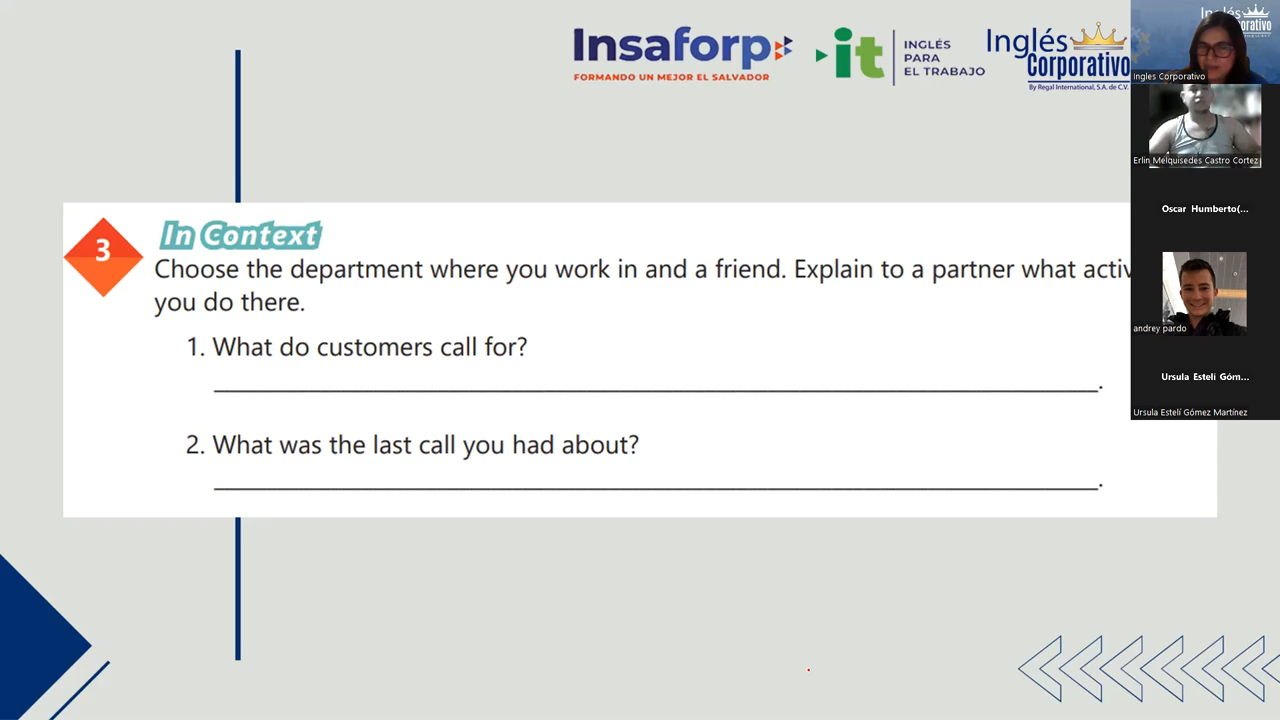 Insaforp
FORMANDO UN MEJOR EL SALVADOR
it
INGLÉS
PARA
EL TRABAJO
Inglés
Corporativo
By Regal International, S.A. de C.V.
Ingles Corporativo
Erlin Melquisedes Castro Cortez
Oscar Humberto(...
andrey pardo
Ursula Estelí Góm...
Ursula Estelí Gómez Martínez
3
In Context
Choose the department where you work in and a friend. Explain to a partner what activ
you do there.
1. What do customers call for?
2. What was the last call you had about?